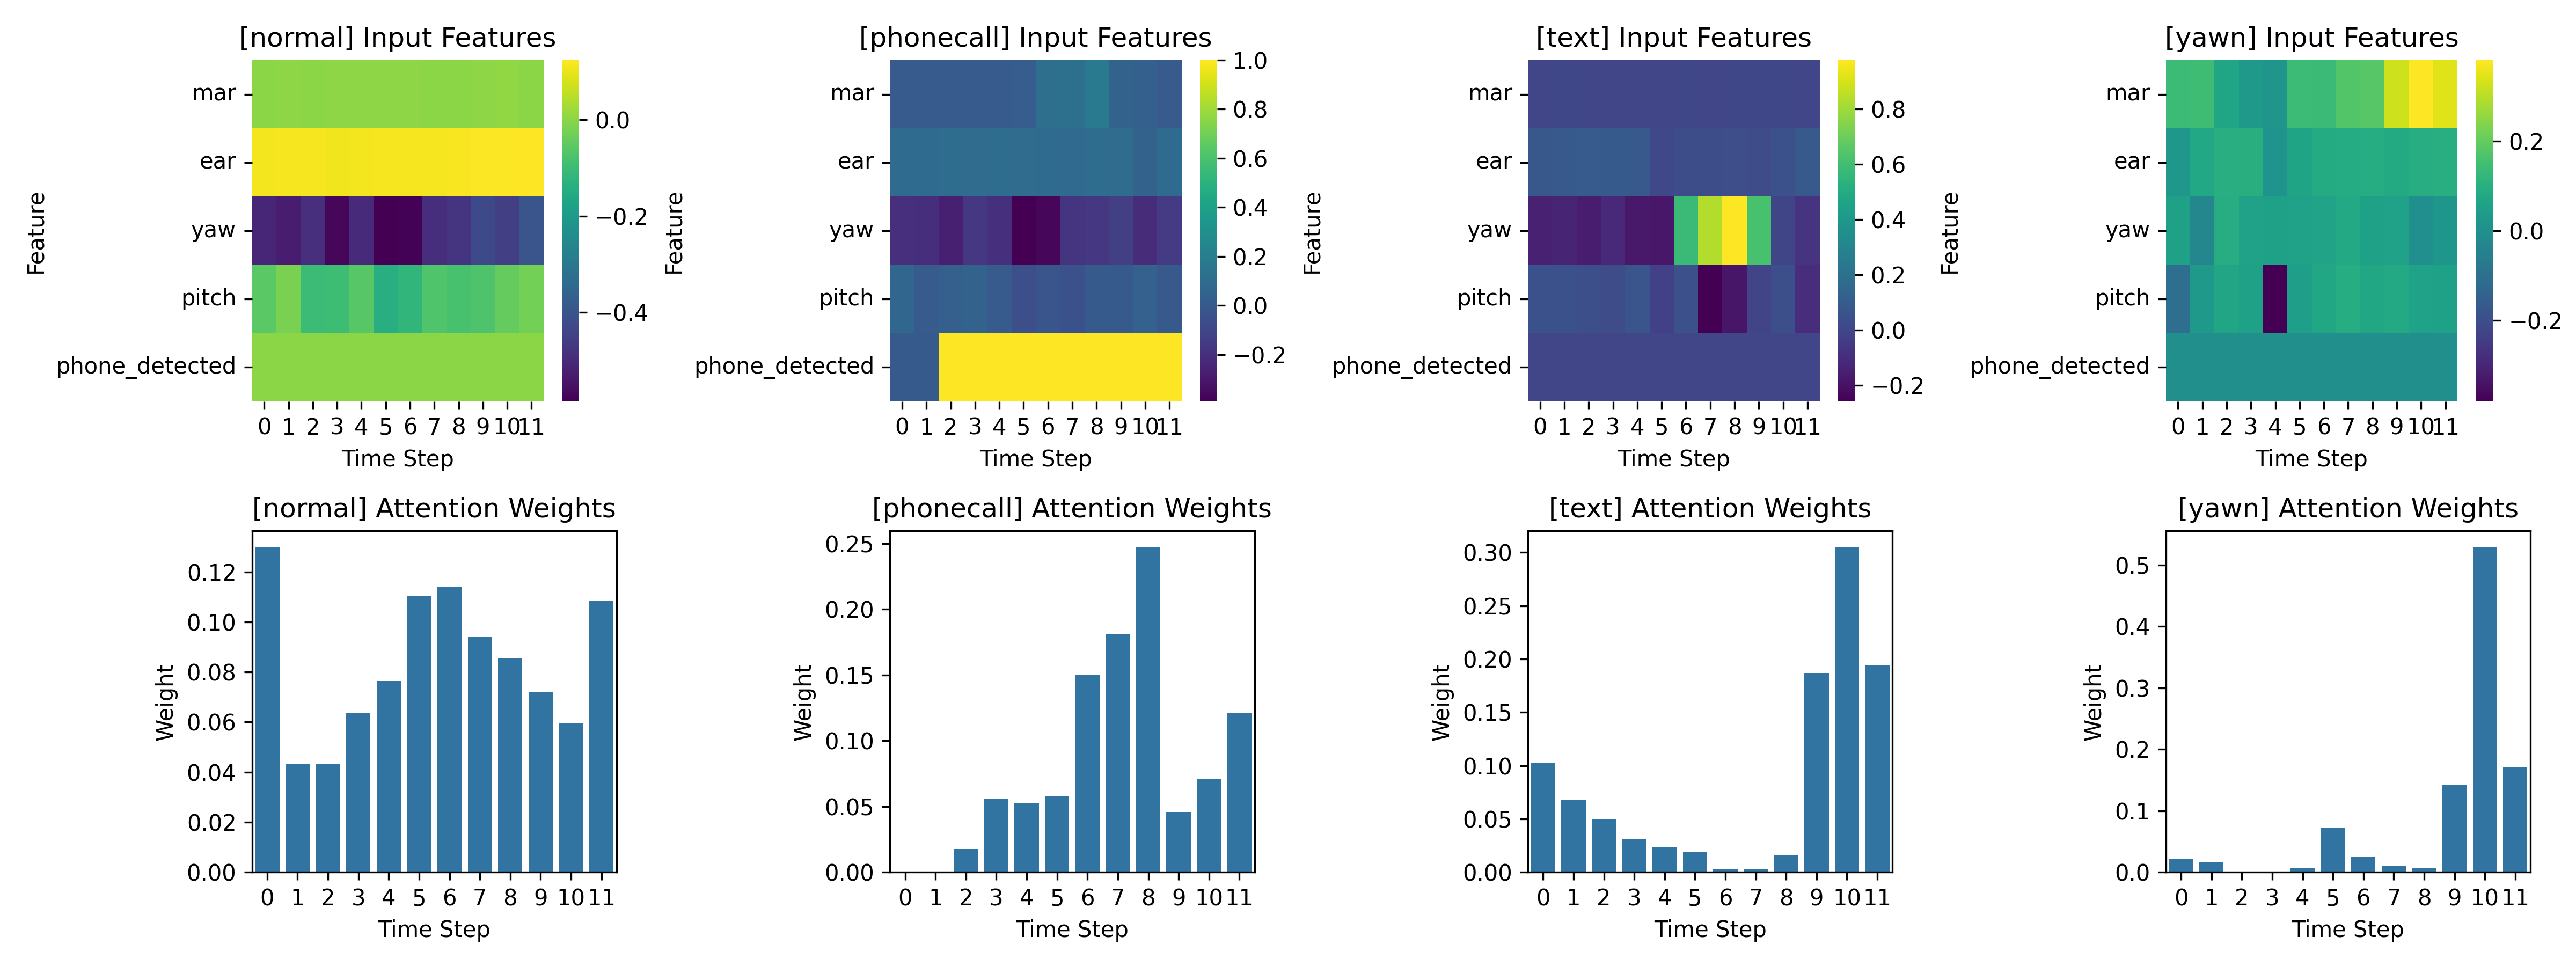 [normal] Input Features
mar
ear
yaw
pitch
phone_detected
Feature
0 1 2 3 4 5 6 7 8 9 10 11
Time Step
0.0
−0.2
−0.4
[phonecall] Input Features
mar
ear
yaw
pitch
phone_detected
Feature
0 1 2 3 4 5 6 7 8 9 10 11
Time Step
1.0
0.8
0.6
0.4
0.2
0.0
−0.2
[text] Input Features
mar
ear
yaw
pitch
phone_detected
Feature
0 1 2 3 4 5 6 7 8 9 10 11
Time Step
0.8
0.6
0.4
0.2
0.0
−0.2
[yawn] Input Features
mar
ear
yaw
pitch
phone_detected
Feature
0 1 2 3 4 5 6 7 8 9 10 11
Time Step
0.2
0.0
−0.2
[normal] Attention Weights
0.12
0.10
0.08
0.06
0.04
0.02
0.00
Weight
0 1 2 3 4 5 6 7 8 9 10 11
Time Step
[phonecall] Attention Weights
0.25
0.20
0.15
0.10
0.05
0.00
Weight
0 1 2 3 4 5 6 7 8 9 10 11
Time Step
[text] Attention Weights
0.30
0.25
0.20
0.15
0.10
0.05
0.00
Weight
0 1 2 3 4 5 6 7 8 9 10 11
Time Step
[yawn] Attention Weights
0.5
0.4
0.3
0.2
0.1
0.0
Weight
0 1 2 3 4 5 6 7 8 9 10 11
Time Step